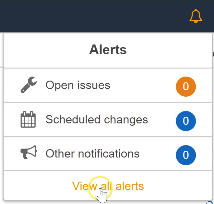 Alerts
Open issues 0
Scheduled changes 0
Other notifications 0
View all alerts